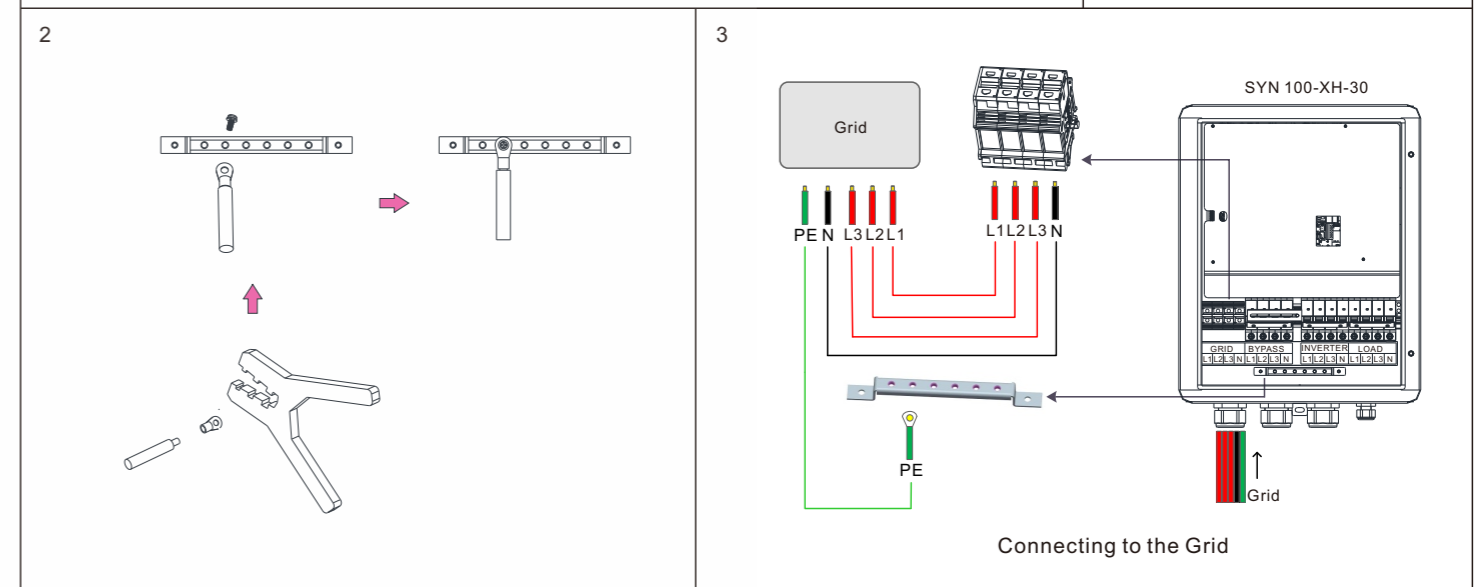 2
3
SYN 100-XH-30
Grid
PE N L3 L2 L1
L1 L2 L3 N
GRID BYPASS INVERTER LOAD
L1 L2 L3 N L1 L2 L3 N L1 L2 L3 N L1 L2 L3 N
PE
Grid
Connecting to the Grid